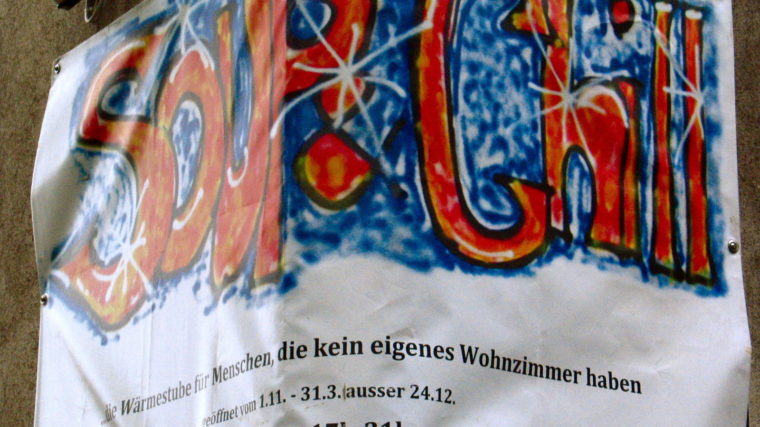 SOUP & CHILL
...die Wärmestube für Menschen, die kein eigenes Wohnzimmer haben
geöffnet vom 1.11. - 31.3. ausser 24.12.